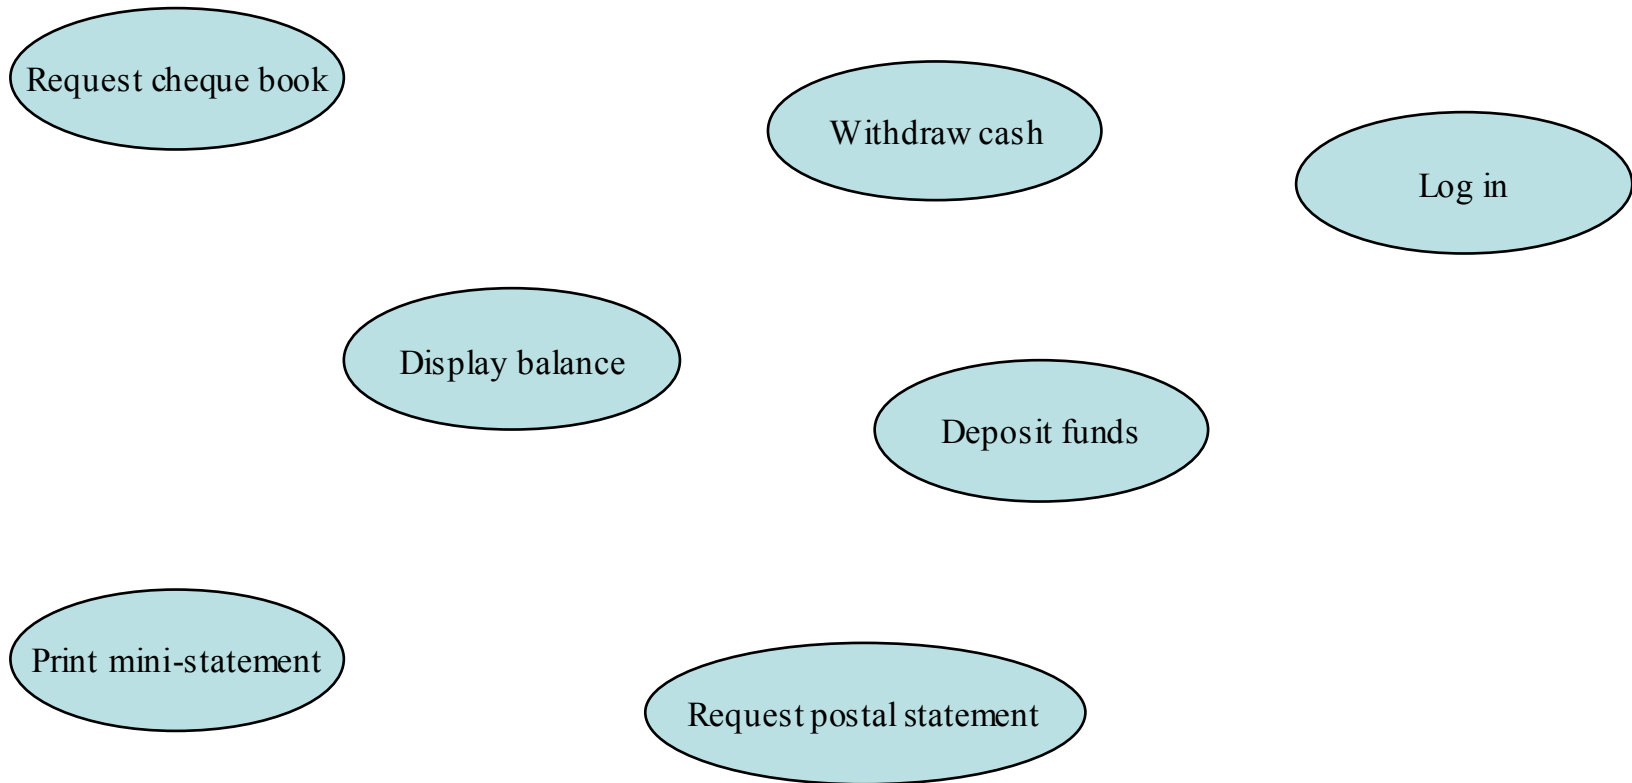 Request cheque book
Withdraw cash
Log in
Display balance
Deposit funds
Print mini-statement
Request postal statement